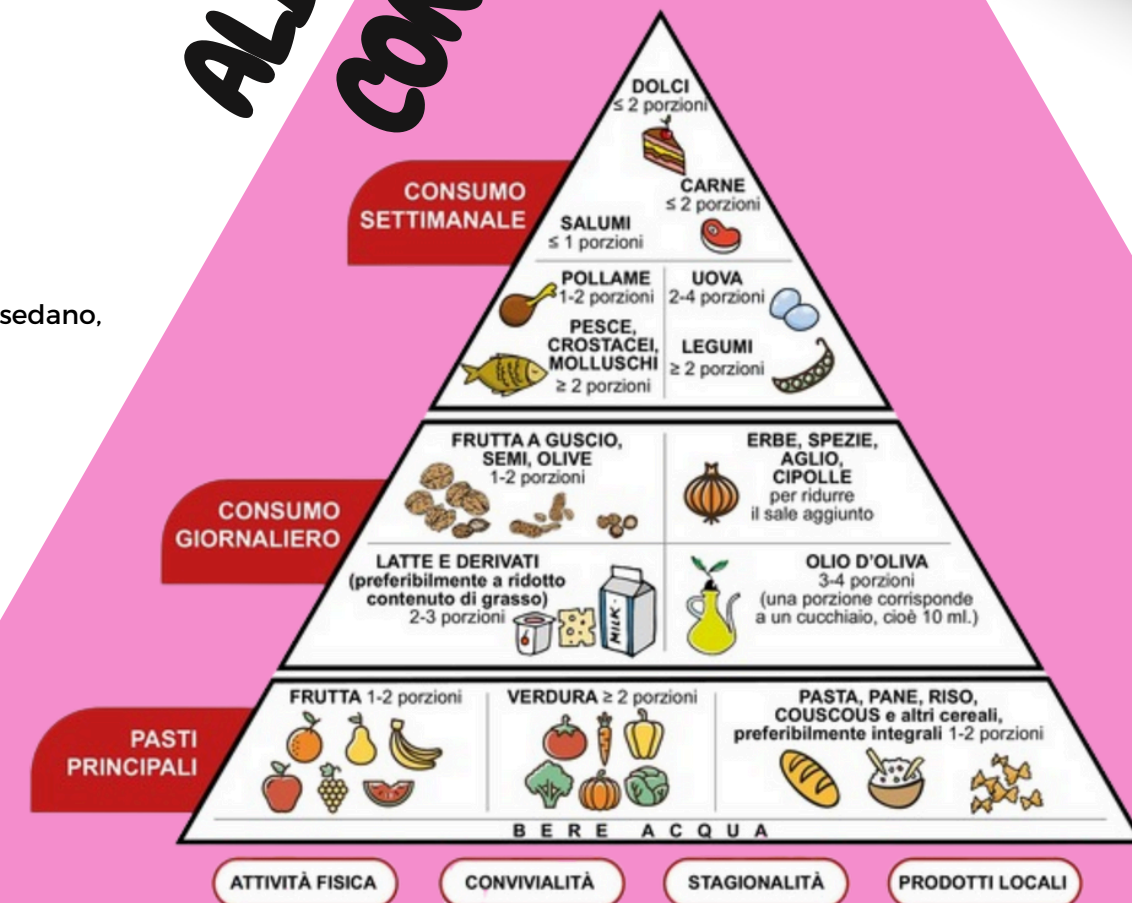 DOLCI
≤ 2 porzioni
CONSUMO
SETTIMANALE
CARNE
≤ 2 porzioni
SALUMI
≤ 1 porzioni
POLLAME
1-2 porzioni
UOVA
2-4 porzioni
sedano,
PESCE,
CROSTACEI,
MOLLUSCHI
≥ 2 porzioni
LEGUMI
≥ 2 porzioni
CONSUMO
GIORNALIERO
FRUTTA A GUSCIO,
SEMI, OLIVE
1-2 porzioni
ERBE, SPEZIE,
AGLIO,
CIPOLLE
per ridurre
il sale aggiunto
LATTE E DERIVATI
(preferibilmente a ridotto
contenuto di grasso)
2-3 porzioni
MILK
OLIO D'OLIVA
3-4 porzioni
(una porzione corrisponde
a un cucchiaio, cioè 10 ml.)
PASTI
PRINCIPALI
FRUTTA 1-2 porzioni
VERDURA ≥ 2 porzioni
PASTA, PANE, RISO,
COUSCOUS e altri cereali,
preferibilmente integrali 1-2 porzioni
BERE ACQUA
ATTIVITÀ FISICA
CONVIVIALITÀ
STAGIONALITÀ
PRODOTTI LOCALI